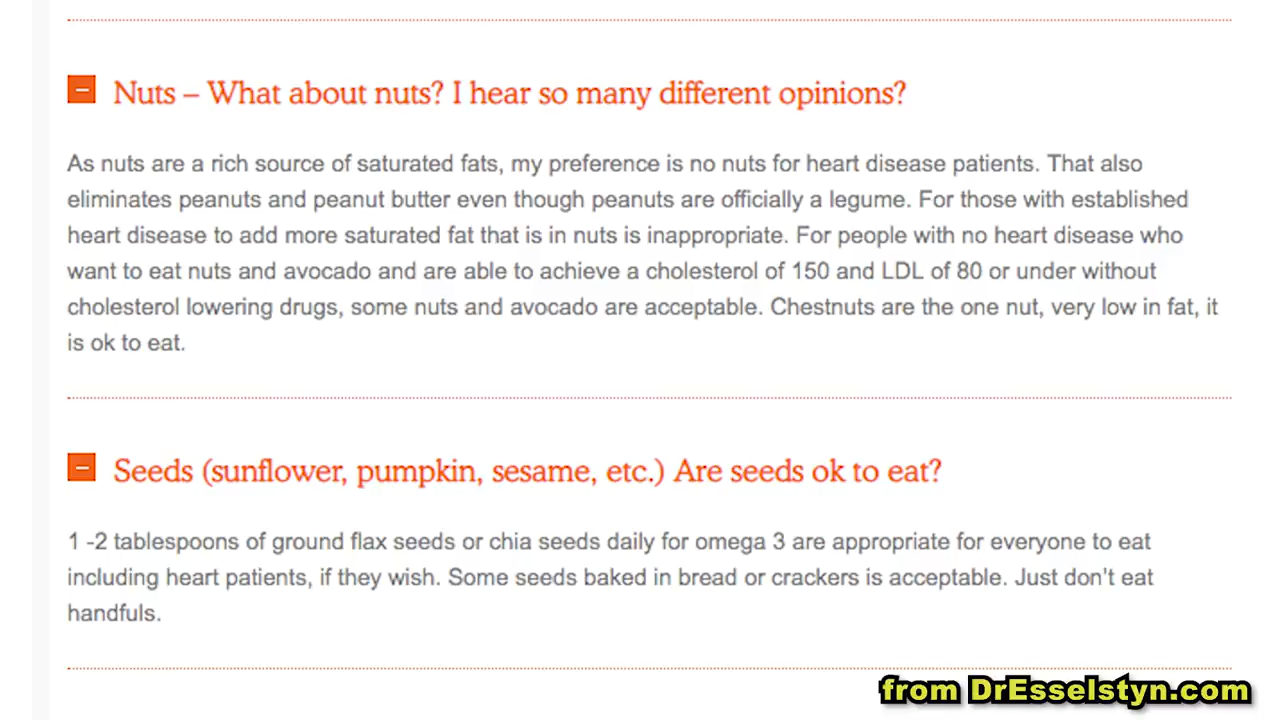 Nuts – What about nuts? I hear so many different opinions?
As nuts are a rich source of saturated fats, my preference is no nuts for heart disease patients. That also
eliminates peanuts and peanut butter even though peanuts are officially a legume. For those with established
heart disease to add more saturated fat that is in nuts is inappropriate. For people with no heart disease who
want to eat nuts and avocado and are able to achieve a cholesterol of 150 and LDL of 80 or under without
cholesterol lowering drugs, some nuts and avocado are acceptable. Chestnuts are the one nut, very low in fat, it
is ok to eat.
Seeds (sunflower, pumpkin, sesame, etc.) Are seeds ok to eat?
1 -2 tablespoons of ground flax seeds or chia seeds daily for omega 3 are appropriate for everyone to eat
including heart patients, if they wish. Some seeds baked in bread or crackers is acceptable. Just don't eat
handfuls.
from DrEsselstyn.com